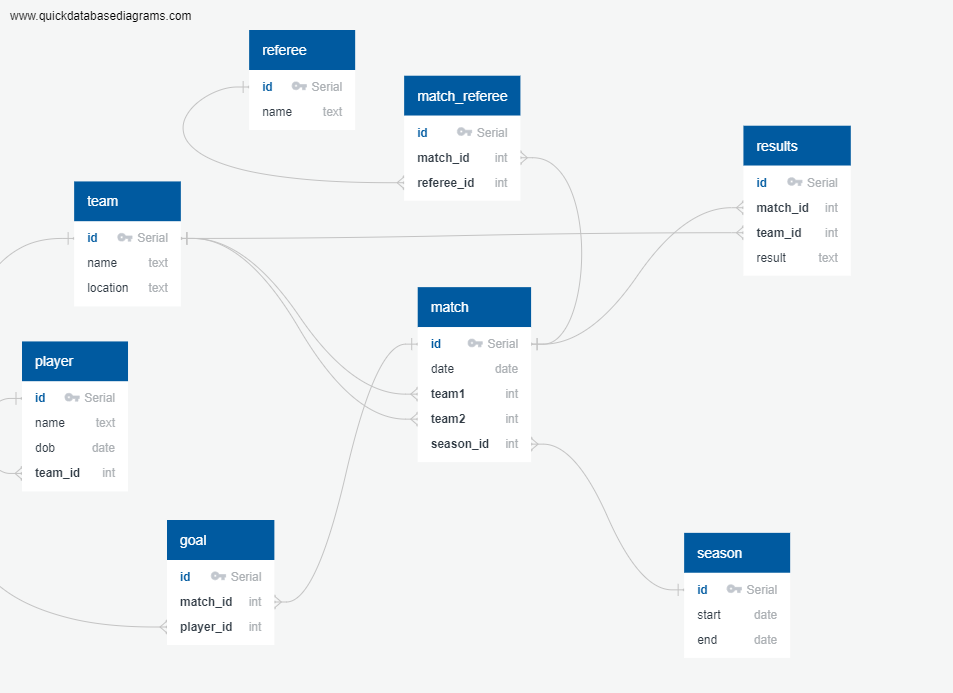 www.quickdatabasediagrams.com
referee
id Serial
name text
match_referee
id Serial
match_id int
referee_id int
results
id Serial
match_id int
team_id int
result text
team
id Serial
name text
location text
match
id Serial
date date
team1 int
team2 int
season_id int
player
id Serial
name text
dob date
team_id int
goal
id Serial
match_id int
player_id int
season
id Serial
start date
end date